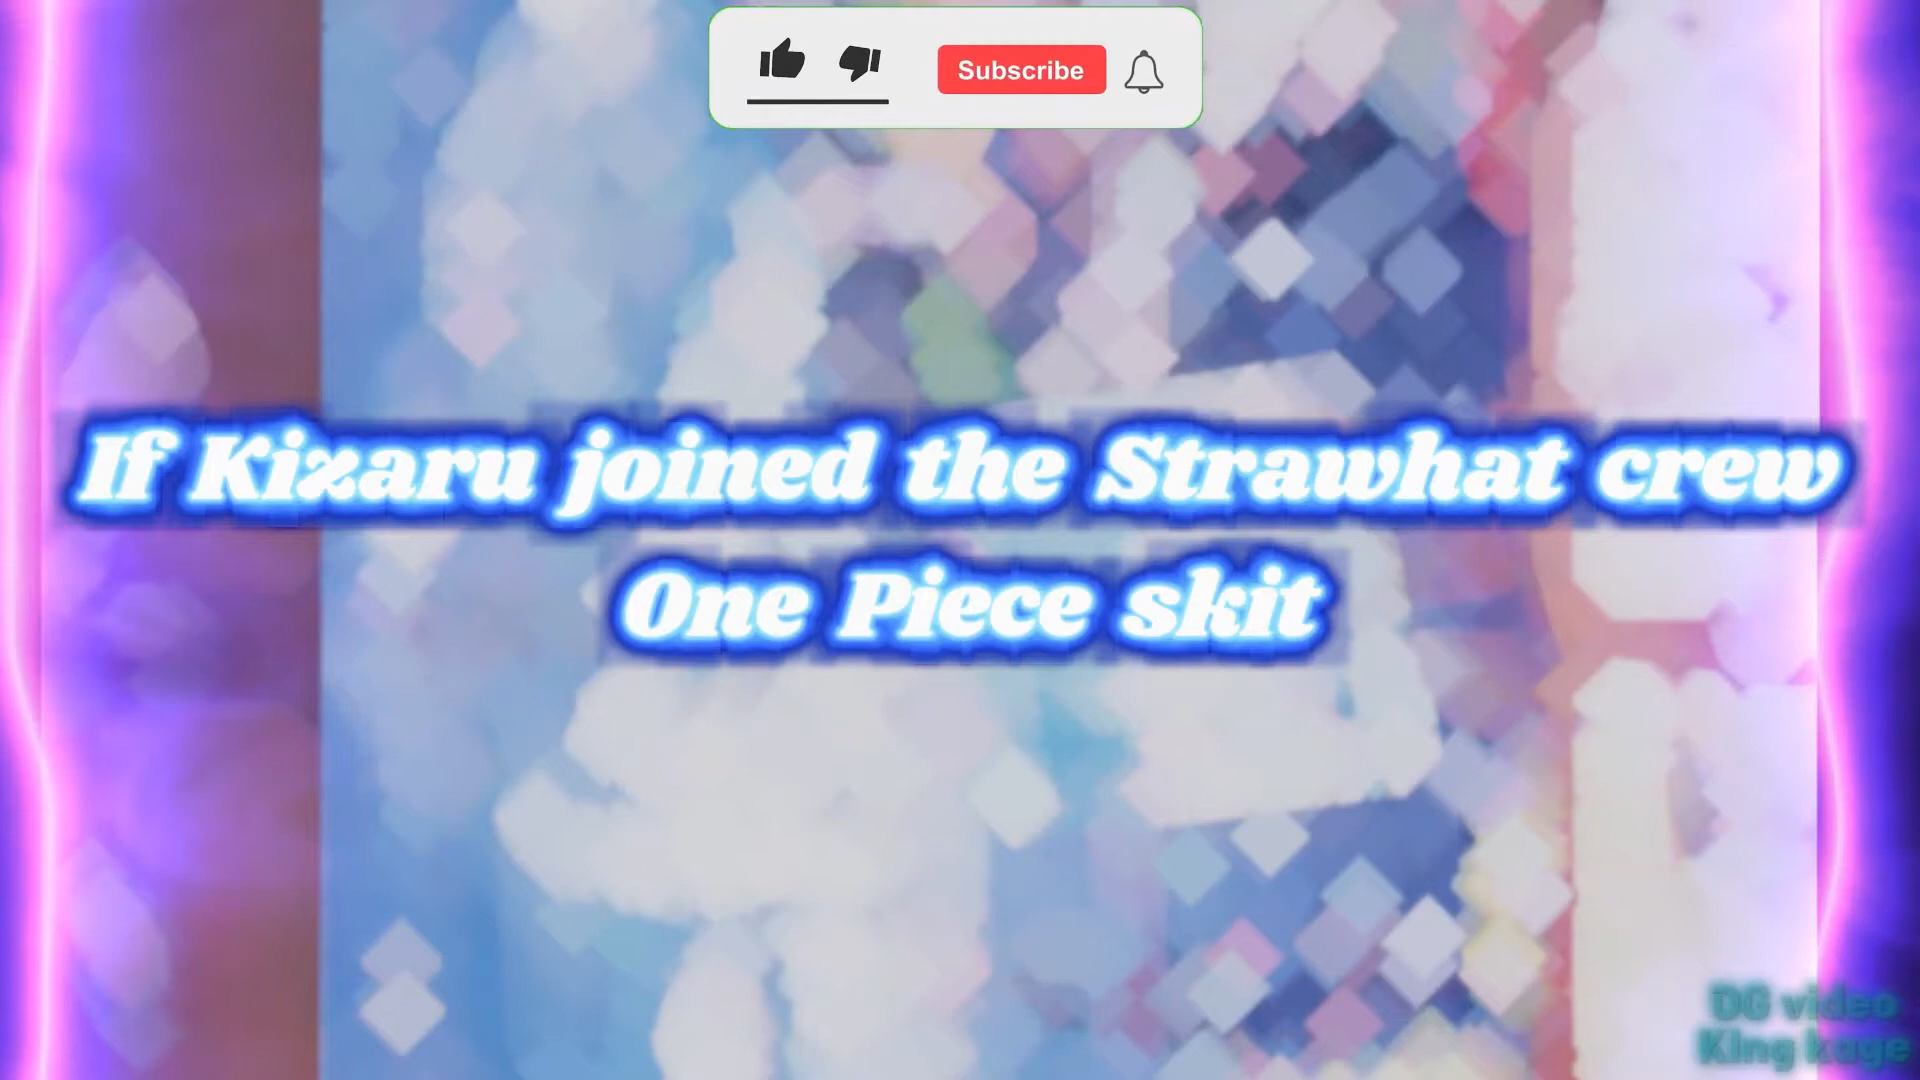 Subscribe
If Kizaru joined the Strawhat crew
One Piece skit
DG video
King kage